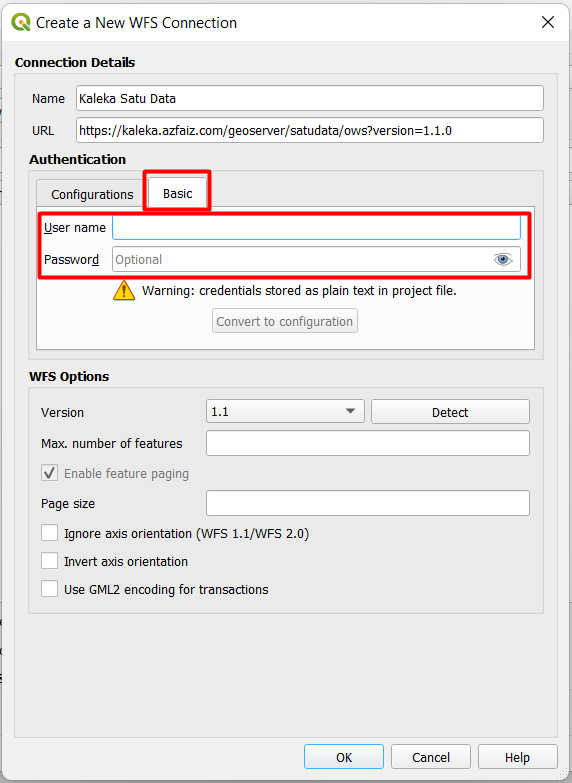 Create a New WFS Connection
Connection Details
Name Kaleka Satu Data
URL https://kaleka.azfaiz.com/geoserver/satudata/ows?version=1.1.0
Authentication
Configurations Basic
User name
Password Optional
Warning: credentials stored as plain text in project file.
Convert to configuration
WFS Options
Version 1.1 Detect
Max. number of features
Enable feature paging
Page size
Ignore axis orientation (WFS 1.1/WFS 2.0)
Invert axis orientation
Use GML2 encoding for transactions
OK Cancel Help